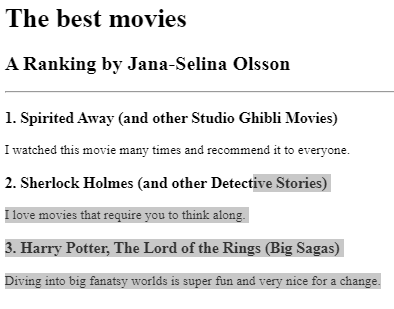 The best movies
A Ranking by Jana-Selina Olsson
1. Spirited Away (and other Studio Ghibli Movies)
I watched this movie many times and recommend it to everyone.
2. Sherlock Holmes (and other Detective Stories)
I love movies that require you to think along.
3. Harry Potter, The Lord of the Rings (Big Sagas)
Diving into big fanatsy worlds is super fun and very nice for a change.